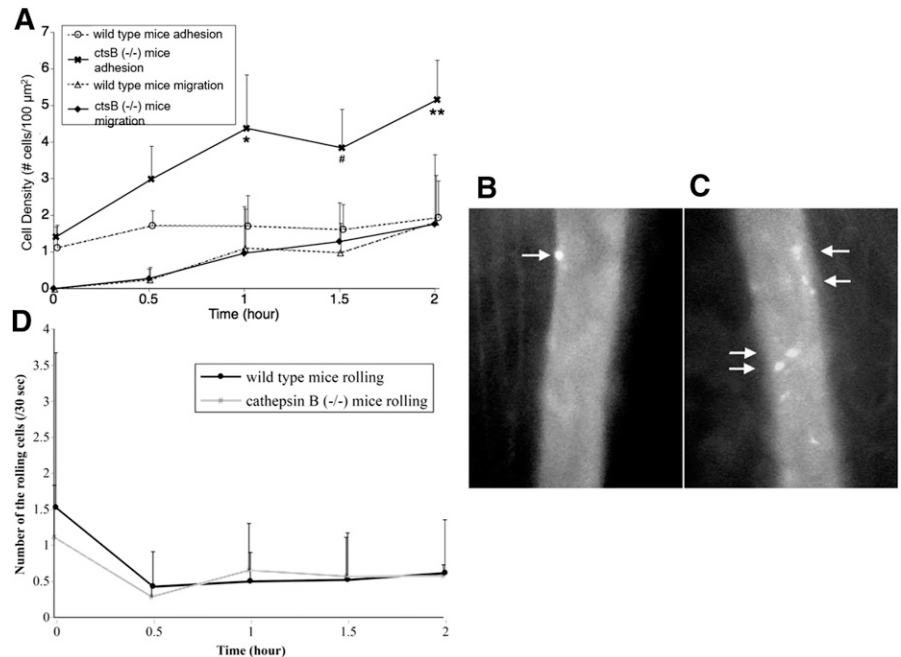 A
7
6
5
4
3
2
1
0
Cell Density (# cells/100 µm²)
wild type mice adhesion
ctsB (-/-) mice
adhesion
wild type mice migration
ctsB (-/-) mice
migration
*
#
**
0
0.5
1
1.5
2
Time (hour)
B
C
D
4
3.5
3
2.5
2
1.5
1
0.5
0
Number of the rolling cells (/30 sec)
wild type mice rolling
cathepsin B (-/-) mice rolling
0
0.5
1
1.5
2
Time (hour)